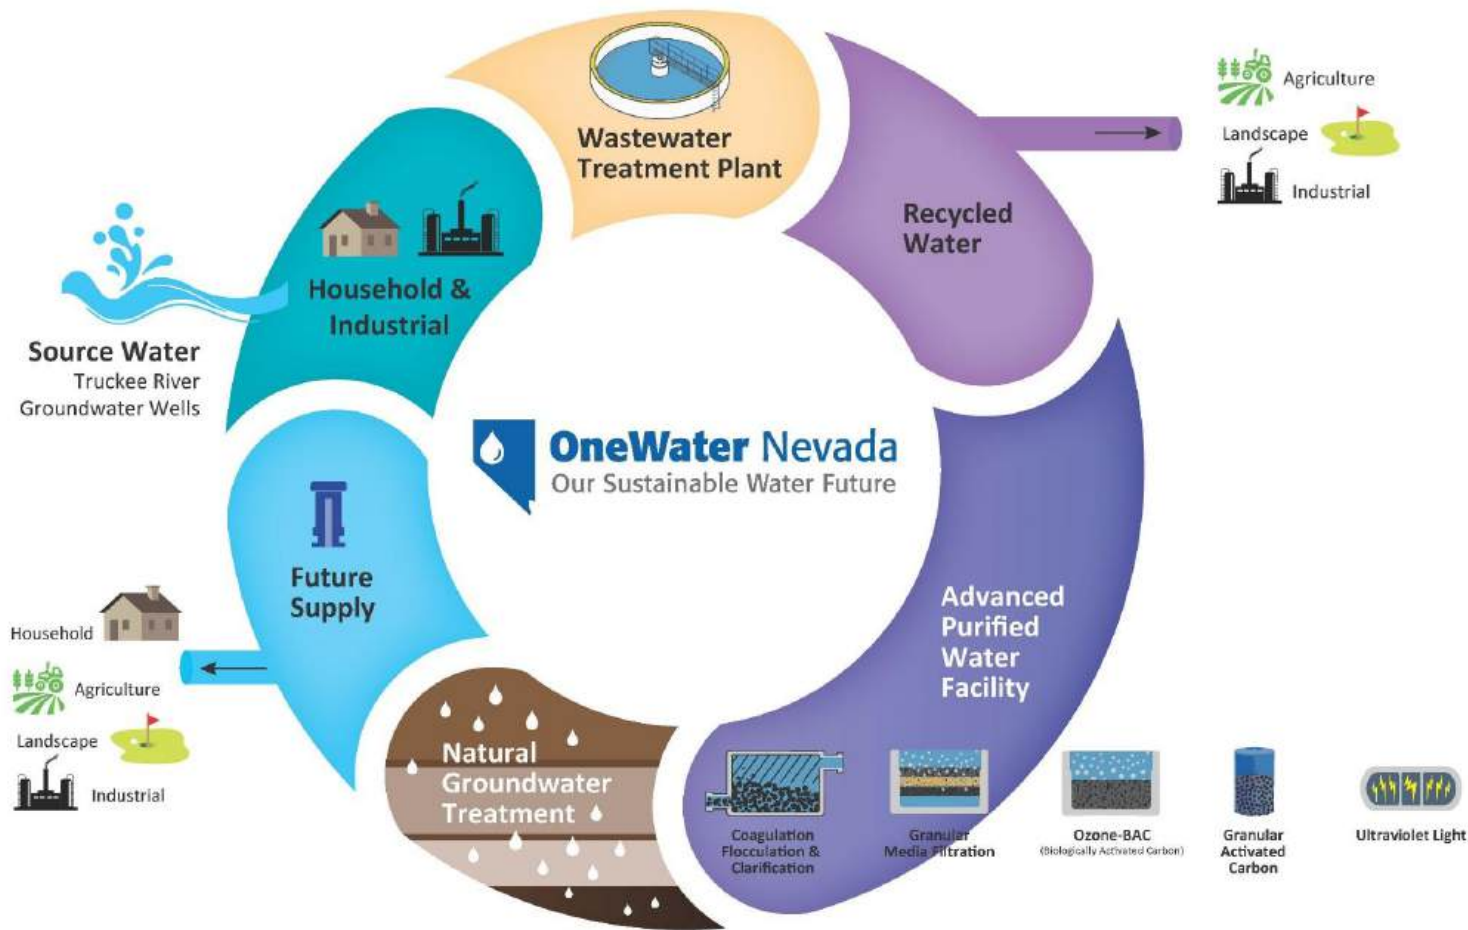 Wastewater
Treatment Plant
Recycled
Water
Agriculture
Landscape
Industrial
Household &
Industrial
Source Water
Truckee River
Groundwater Wells
OneWater Nevada
Our Sustainable Water Future
Future
Supply
Household
Agriculture
Landscape
Industrial
Natural
Groundwater
Treatment
Advanced
Purified
Water
Facility
Coagulation
Flocculation &
Clarification
Granular
Media Filtration
Ozone-BAC
(Biologically Activated Carbon)
Granular
Activated
Carbon
Ultraviolet Light